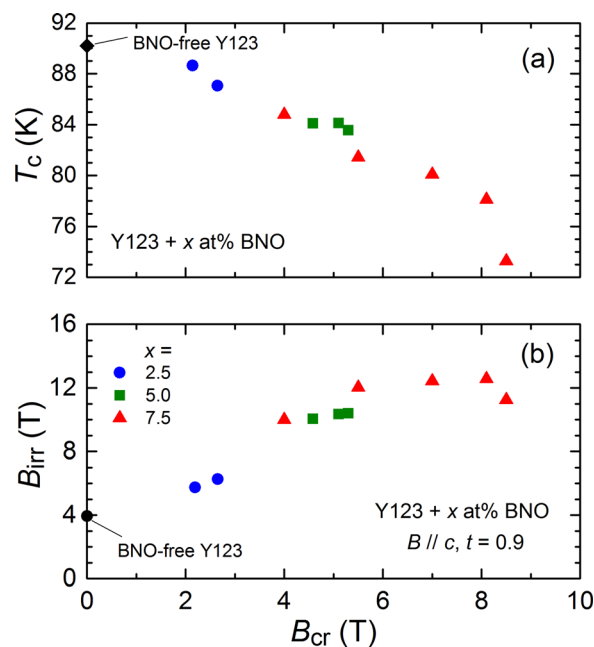 92
88
84
80
76
72
T_c (K)
BNO-free Y123
(a)
Y123 + x at% BNO
16
12
8
4
0
B_irr (T)
x =
2.5
5.0
7.5
(b)
BNO-free Y123
Y123 + x at% BNO
B // c, t = 0.9
0 2 4 6 8 10
B_cr (T)